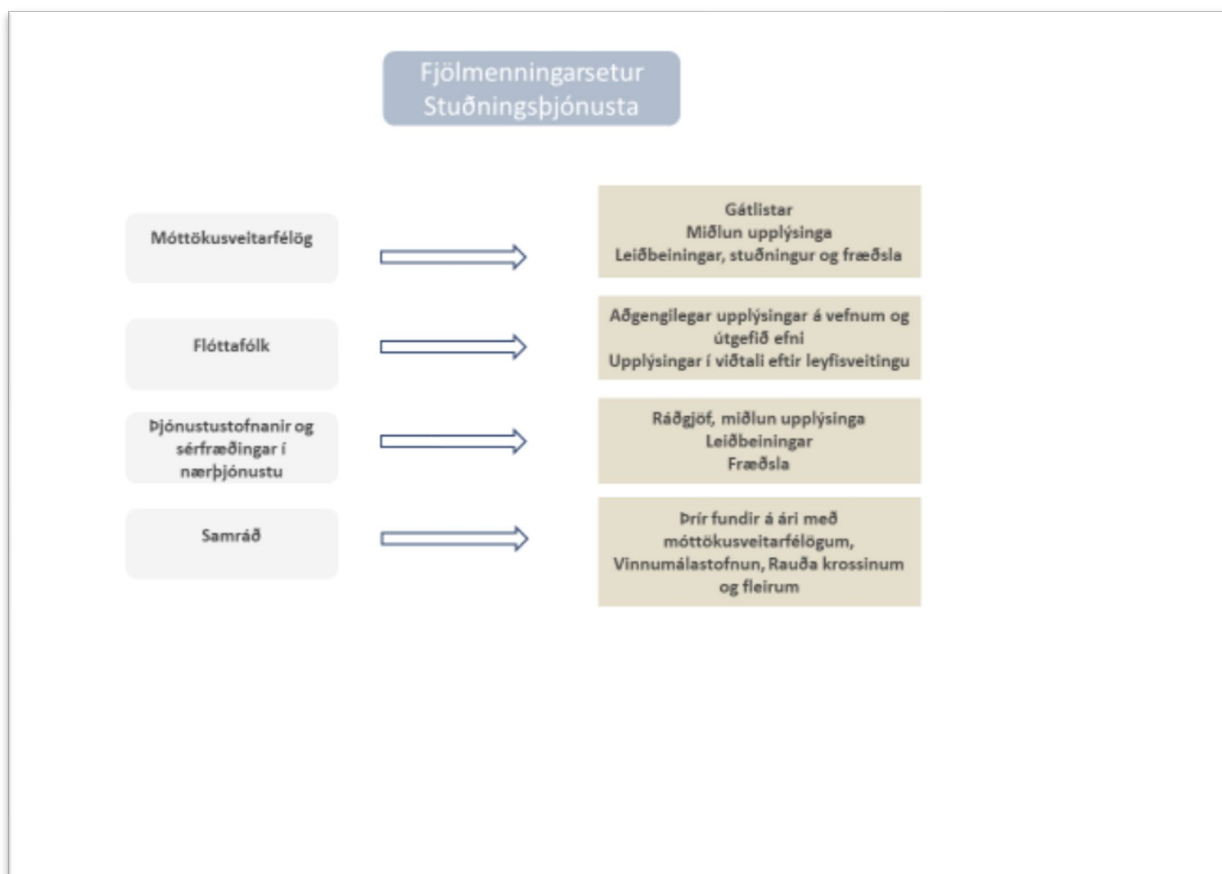 Fjölmenningarsetur
Stuðningsþjónusta
Móttökusveitarfélög
Gátlistar
Miðlun upplýsinga
Leiðbeiningar, stuðningur og fræðsla
Flóttafólk
Aðgengilegar upplýsingar á vefnum og
útgefið efni
Upplýsingar í viðtali eftir leyfisveitingu
Þjónustustofnanir og
sérfræðingar í
nærþjónustu
Ráðgjöf, miðlun upplýsinga
Leiðbeiningar
Fræðsla
Samráð
Þrír fundir á ári með
móttökusveitarfélögum,
Vinnumálastofnun, Rauða krossinum
og fleirum